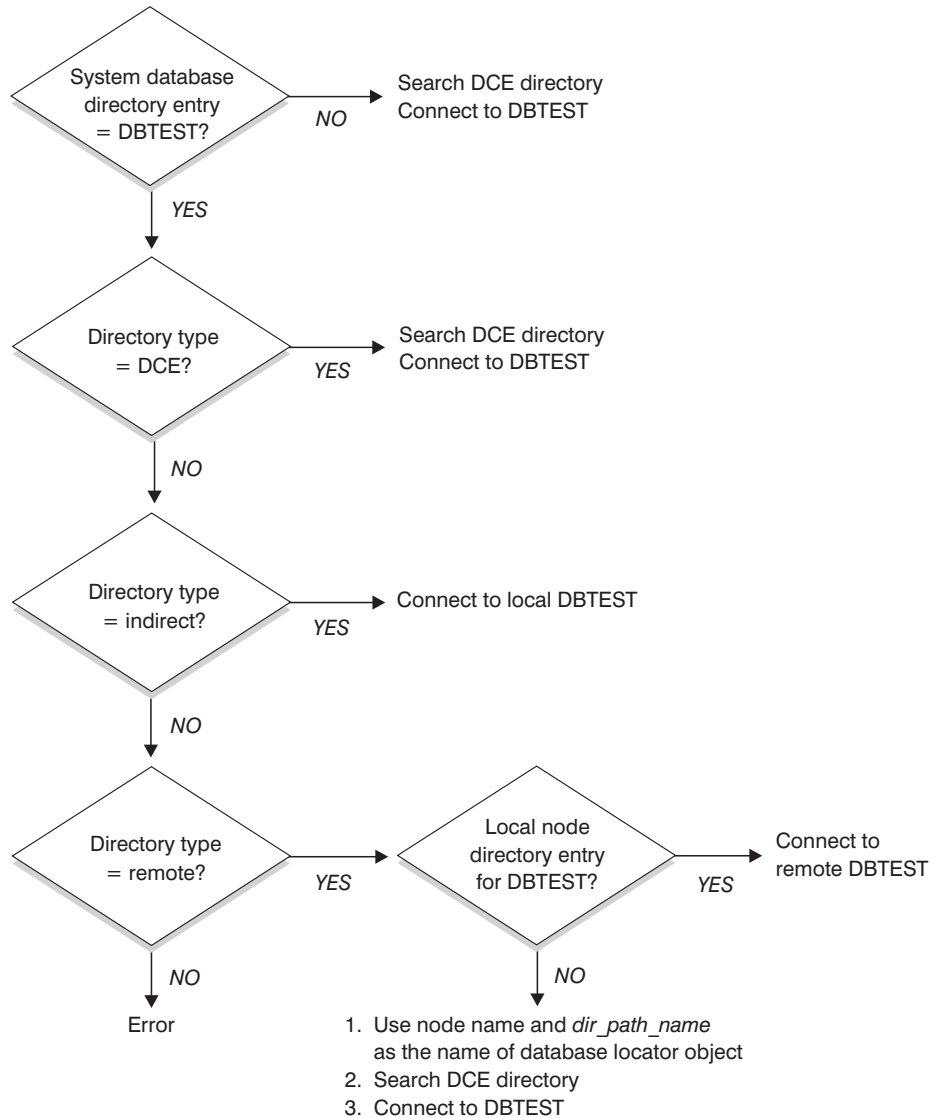 System database
directory entry
= DBTEST?
NO
Search DCE directory
Connect to DBTEST
YES
Directory type
= DCE?
YES
Search DCE directory
Connect to DBTEST
NO
Directory type
= indirect?
YES
Connect to local DBTEST
NO
Directory type
= remote?
YES
Local node
directory entry
for DBTEST?
YES
Connect to
remote DBTEST
NO
Error
NO
1. Use node name and dir_path_name
as the name of database locator object
2. Search DCE directory
3. Connect to DBTEST